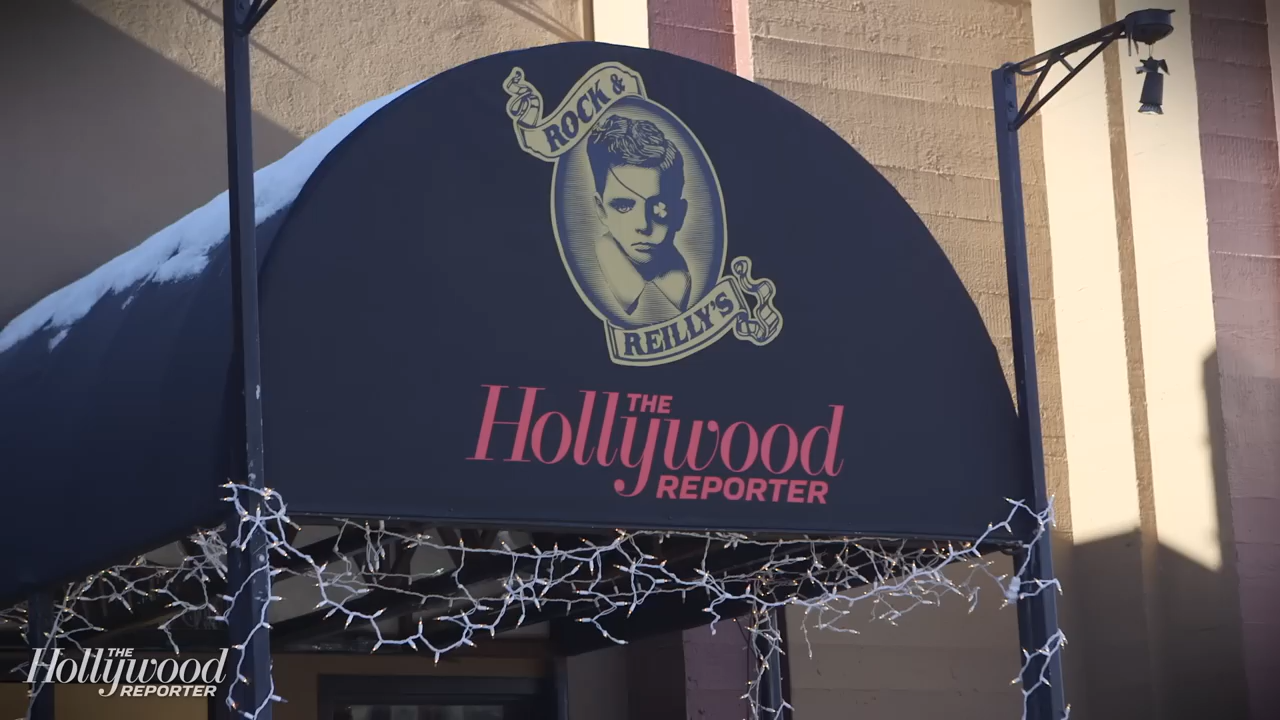 ROCK &
REILLY'S
THE
Hollywood
REPORTER
THE
Hollywood
REPORTER